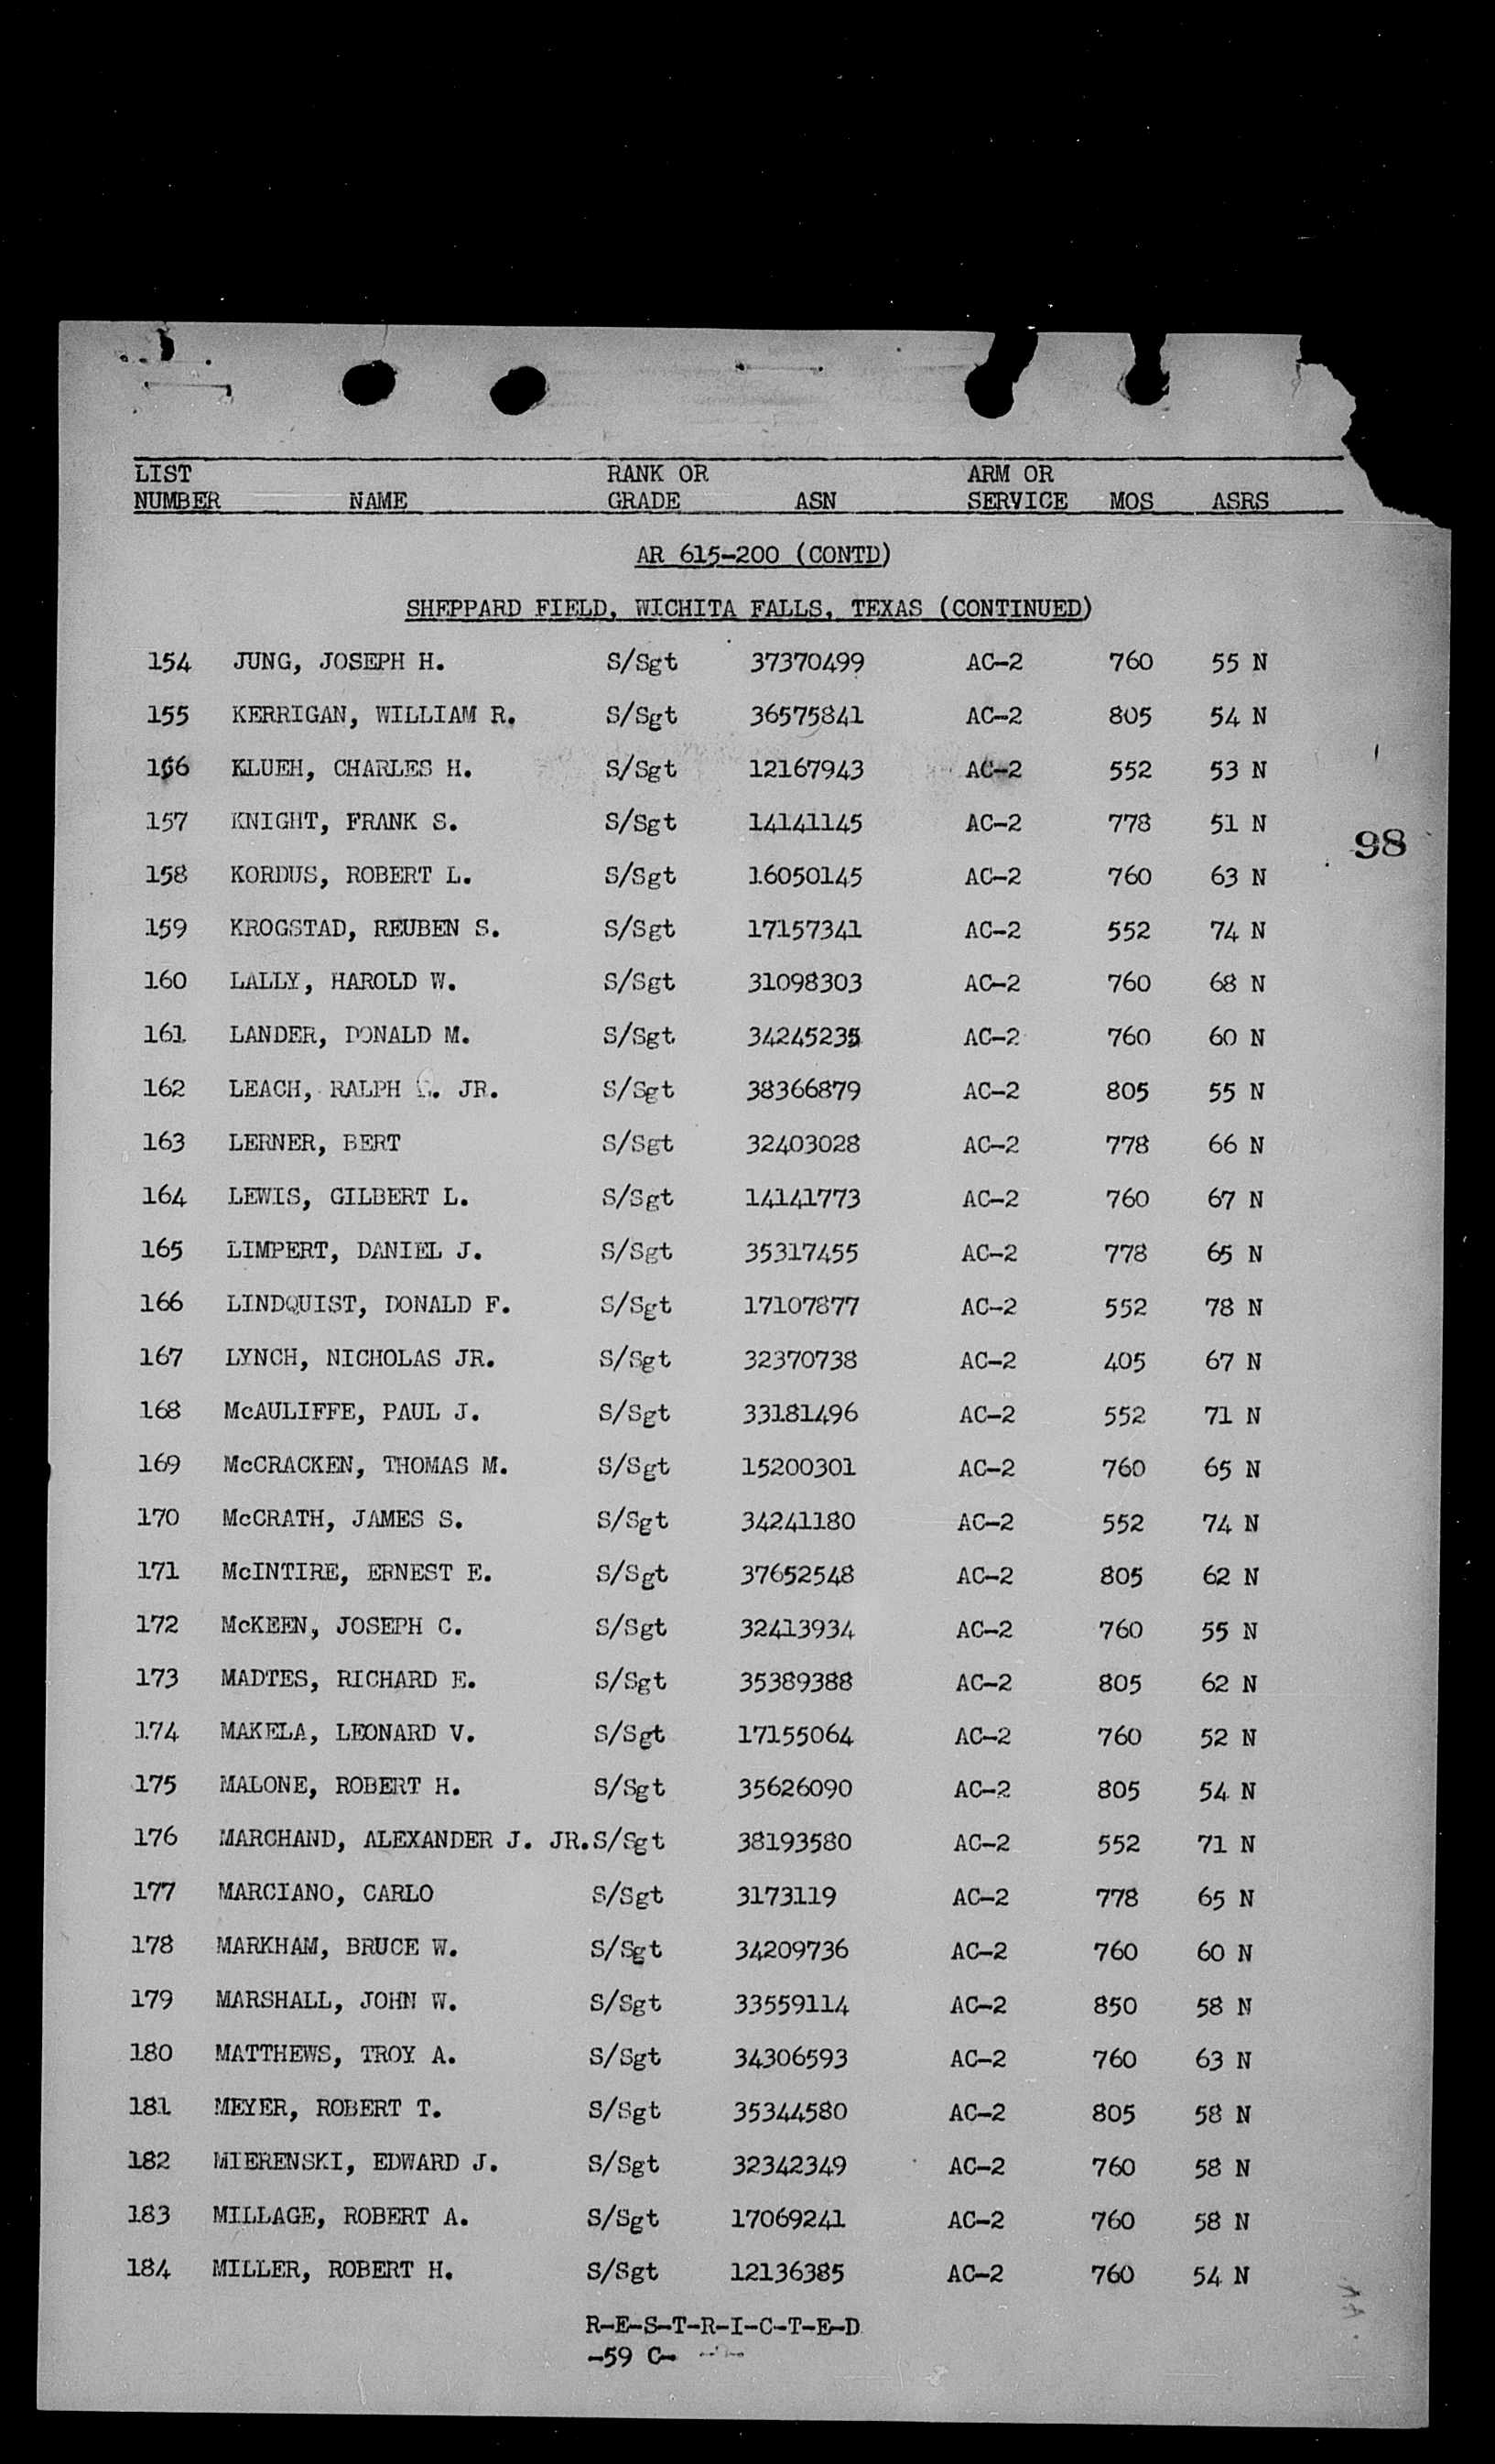 LIST RANK OR ARM OR
NUMBER NAME GRADE ASN SERVICE MOS ASRS
AR 615-200 (CONTD)
SHEPPARD FIELD, WICHITA FALLS, TEXAS (CONTINUED)
154 JUNG, JOSEPH H. S/Sgt 37370499 AC-2 760 55 N
155 KERRIGAN, WILLIAM R. S/Sgt 36575841 AC-2 805 54 N
156 KLUEH, CHARLES H. S/Sgt 12167943 AC-2 552 53 N
157 KNIGHT, FRANK S. S/Sgt 14141145 AC-2 778 51 N
98
158 KORDUS, ROBERT L. S/Sgt 16050145 AC-2 760 63 N
159 KROGSTAD, REUBEN S. S/Sgt 17157341 AC-2 552 74 N
160 LALLY, HAROLD W. S/Sgt 31098303 AC-2 760 68 N
161 LANDER, DONALD M. S/Sgt 34245235 AC-2 760 60 N
162 LEACH, RALPH JR. S/Sgt 38366879 AC-2 805 55 N
163 LERNER, BERT S/Sgt 32403028 AC-2 778 66 N
164 LEWIS, GILBERT L. S/Sgt 14141773 AC-2 760 67 N
165 LIMPERT, DANIEL J. S/Sgt 35317455 AC-2 778 65 N
166 LINDQUIST, DONALD F. S/Sgt 17107877 AC-2 552 78 N
167 LYNCH, NICHOLAS JR. S/Sgt 32370738 AC-2 405 67 N
168 McAULIFFE, PAUL J. S/Sgt 33181496 AC-2 552 71 N
169 McCRACKEN, THOMAS M. S/Sgt 15200301 AC-2 760 65 N
170 McCRATH, JAMES S. S/Sgt 34241180 AC-2 552 74 N
171 McINTIRE, ERNEST E. S/Sgt 37652548 AC-2 805 62 N
172 McKEEN, JOSEPH C. S/Sgt 32413934 AC-2 760 55 N
173 MADTES, RICHARD E. S/Sgt 35389388 AC-2 805 62 N
174 MAKELA, LEONARD V. S/Sgt 17155064 AC-2 760 52 N
175 MALONE, ROBERT H. S/Sgt 35626090 AC-2 805 54 N
176 MARCHAND, ALEXANDER J. JR. S/Sgt 38193580 AC-2 552 71 N
177 MARCIANO, CARLO S/Sgt 3173119 AC-2 778 65 N
178 MARKHAM, BRUCE W. S/Sgt 34209736 AC-2 760 60 N
179 MARSHALL, JOHN W. S/Sgt 33559114 AC-2 850 58 N
180 MATTHEWS, TROY A. S/Sgt 34306593 AC-2 760 63 N
181 MEYER, ROBERT T. S/Sgt 35344580 AC-2 805 58 N
182 MIERENSKI, EDWARD J. S/Sgt 32342349 AC-2 760 58 N
183 MILLAGE, ROBERT A. S/Sgt 17069241 AC-2 760 58 N
184 MILLER, ROBERT H. S/Sgt 12136385 AC-2 760 54 N
R-E-S-T-R-I-C-T-E-D
-59 C-